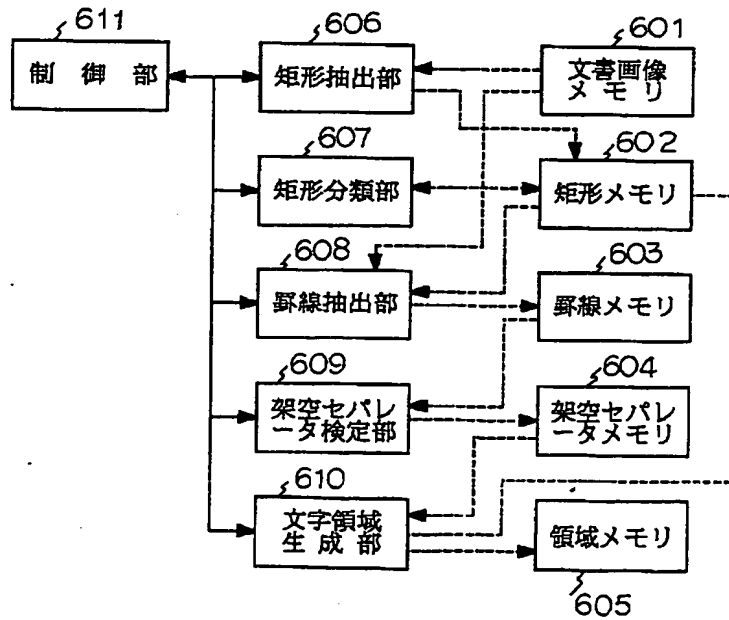 611
制御部
606
矩形抽出部
601
文書画像
メモリ
607
矩形分類部
602
矩形メモリ
608
罫線抽出部
603
罫線メモリ
609
架空セパレ
ータ検定部
604
架空セパレ
ータメモリ
610
文字領域
生成部
領域メモリ
605